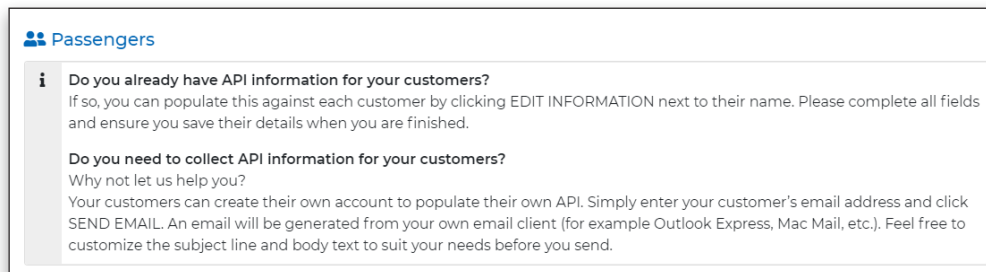 Passengers
Do you already have API information for your customers?
If so, you can populate this against each customer by clicking EDIT INFORMATION next to their name. Please complete all fields
and ensure you save their details when you are finished.
Do you need to collect API information for your customers?
Why not let us help you?
Your customers can create their own account to populate their own API. Simply enter your customer’s email address and click
SEND EMAIL. An email will be generated from your own email client (for example Outlook Express, Mac Mail, etc.). Feel free to
customize the subject line and body text to suit your needs before you send.